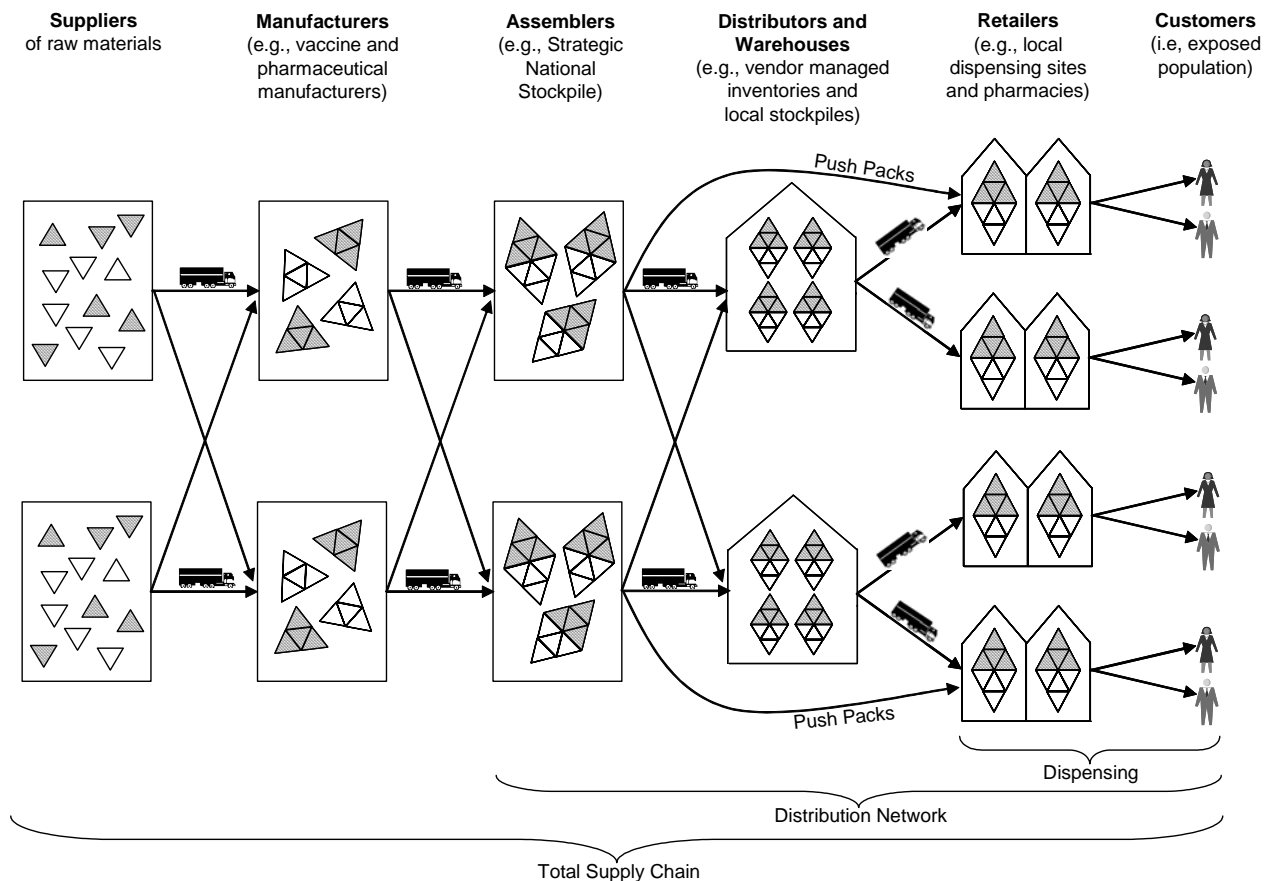 Suppliers
of raw materials
Manufacturers
(e.g., vaccine and
pharmaceutical
manufacturers)
Assemblers
(e.g., Strategic
National
Stockpile)
Distributors and
Warehouses
(e.g., vendor managed
inventories and
local stockpiles)
Retailers
(e.g., local
dispensing sites
and pharmacies)
Customers
(i.e, exposed
population)
Push Packs
Push Packs
Dispensing
Distribution Network
Total Supply Chain